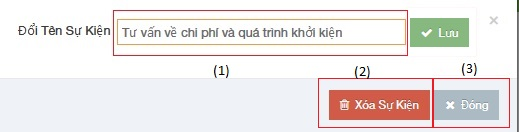 Đổi Tên Sự Kiện Tư vấn về chi phí và quá trình khởi kiện Lưu
(1) (2) (3)
Xóa Sự Kiện Đóng